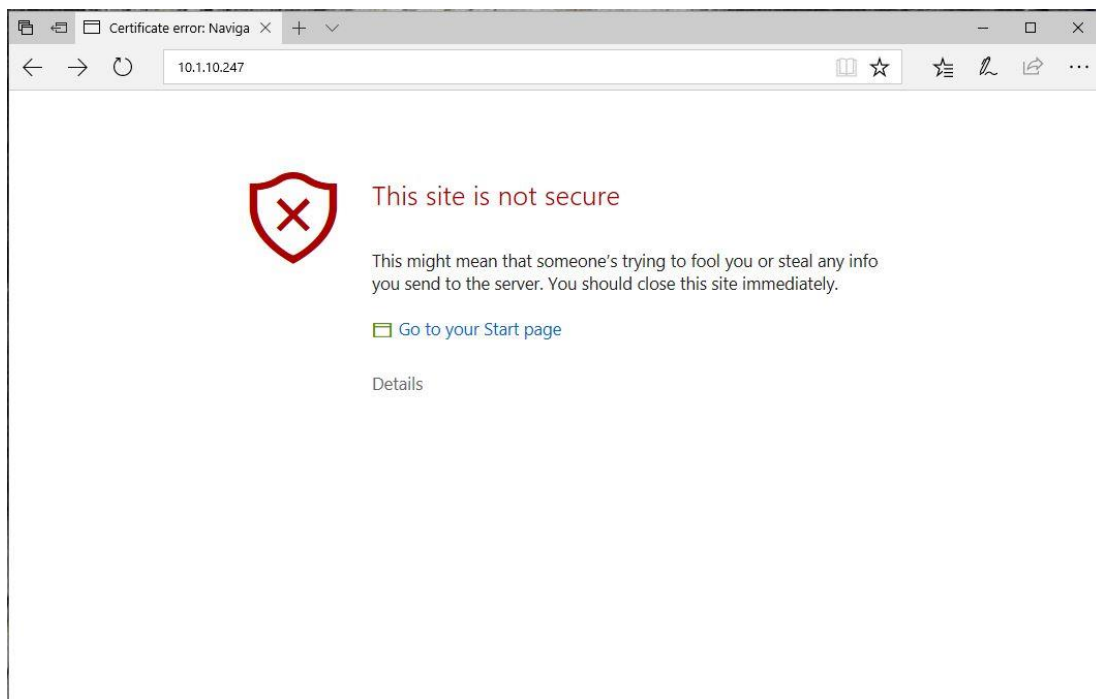 Certificate error: Naviga
10.1.10.247
This site is not secure
This might mean that someone's trying to fool you or steal any info
you send to the server. You should close this site immediately.
Go to your Start page
Details